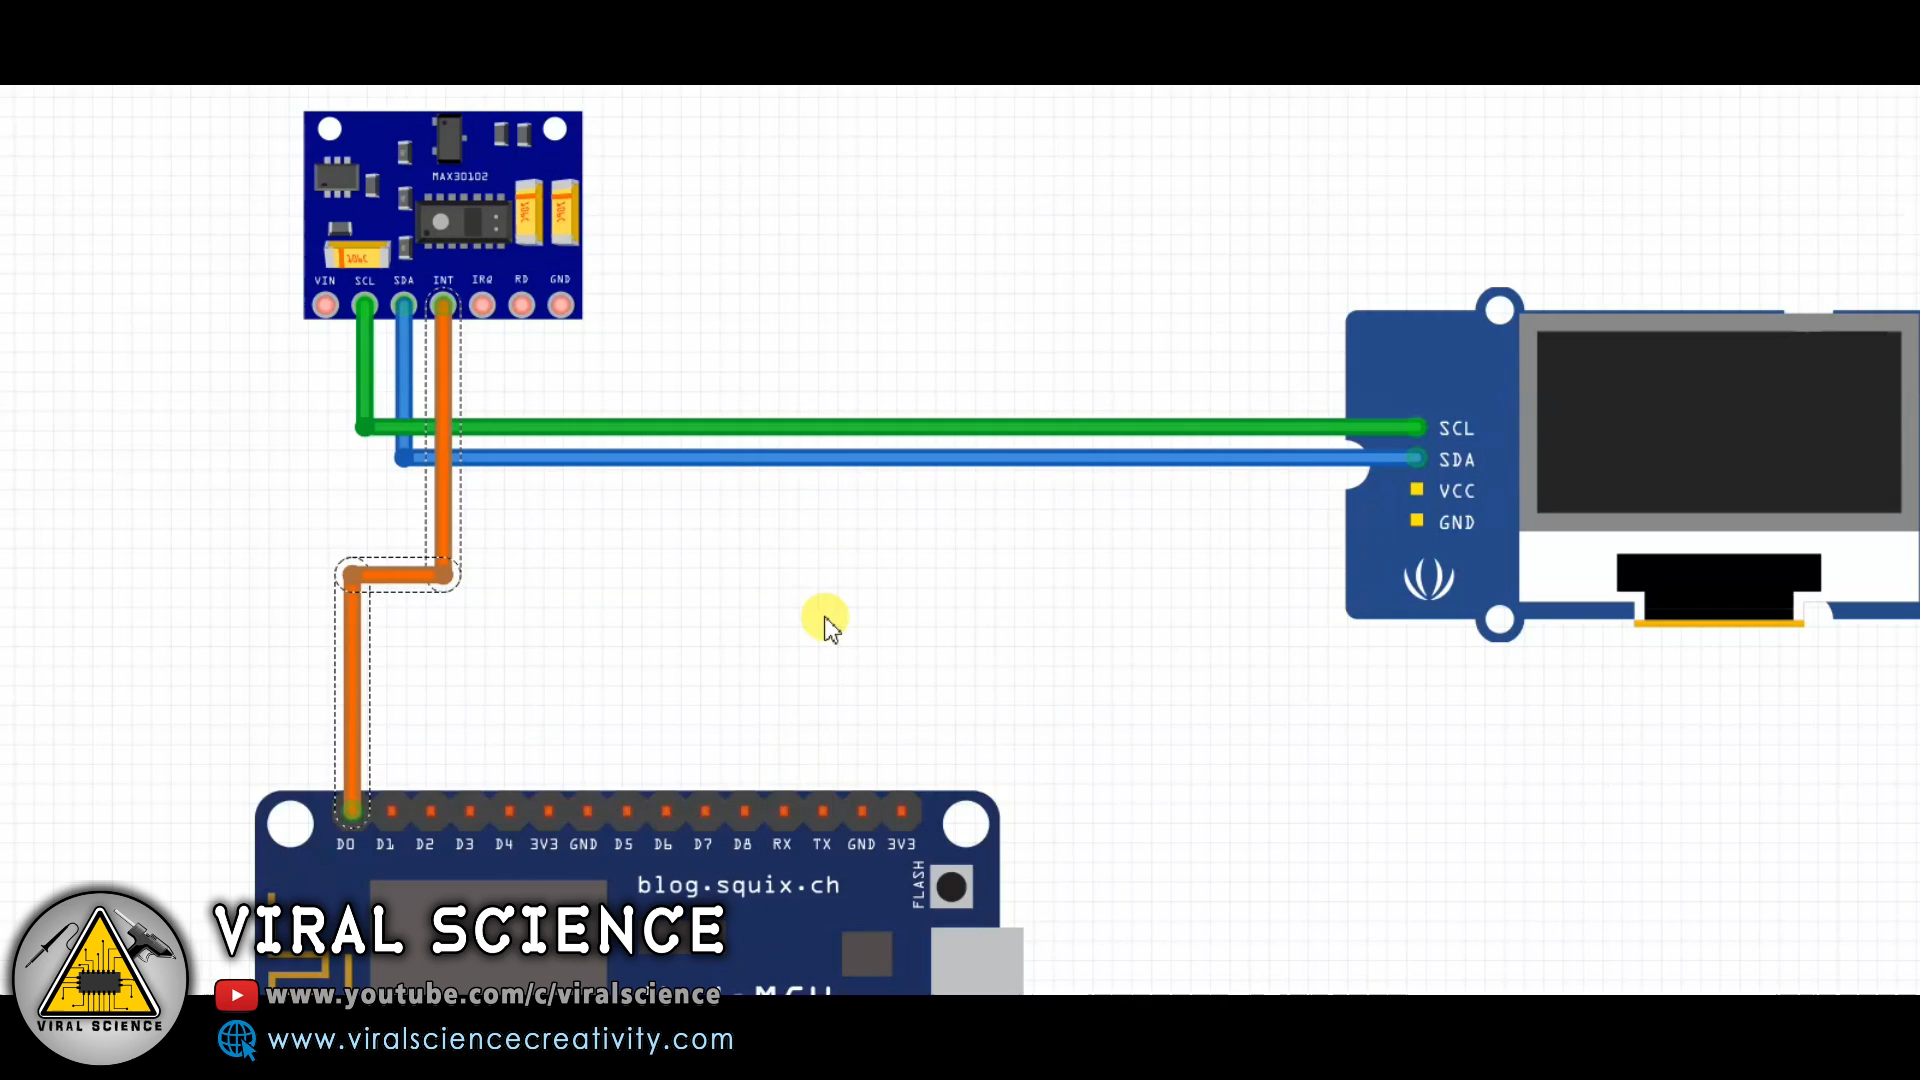 MAX30102
106C
VIN SCL SDA INT IRQ RD GND
SCL
SDA
VCC
GND
D0 D1 D2 D3 D4 3V3 GND D5 D6 D7 D8 RX TX GND 3V3
blog.squix.ch
FLASH
VIRAL SCIENCE
www.youtube.com/c/viralscience
VIRAL SCIENCE
www.viralsciencecreativity.com